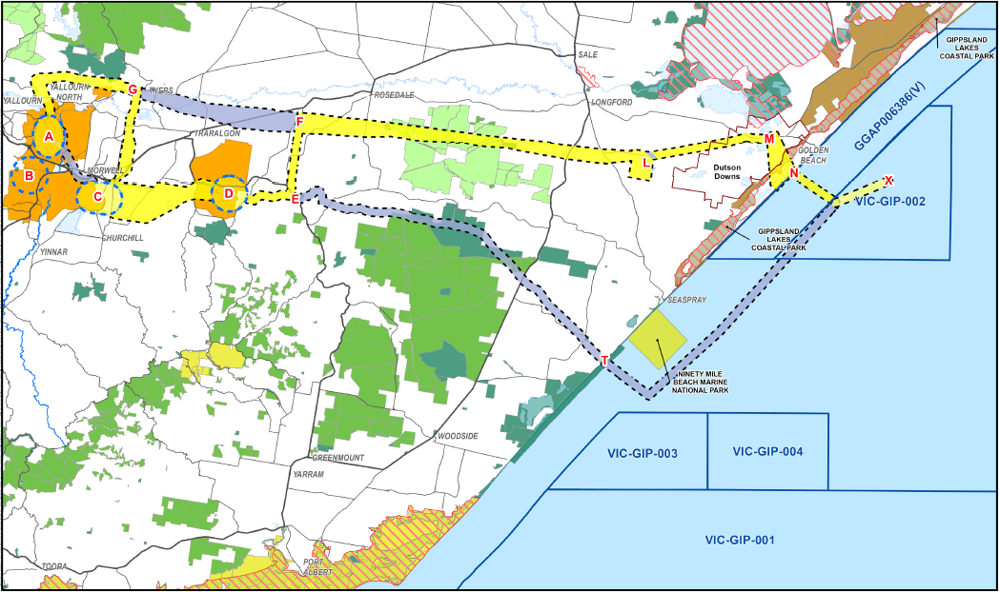 GIPPSLAND
LAKES
COASTAL PARK
SALE
YALLOURN
NORTH
YALLOURN
G
TYERS
ROSEDALE
LONGFORD
GGAP006386(V)
F
A
TRARALGON
M
GOLDEN
BEACH
L
Dutson
Downs
B
MORWELL
N
X
C
D
E
VIC-GIP-002
CHURCHILL
GIPPSLAND
LAKES
COASTAL PARK
YINNAR
SEASPRAY
T
NINETY MILE
BEACH MARINE
NATIONAL PARK
WOODSIDE
VIC-GIP-003
VIC-GIP-004
GREENMOUNT
YARRAM
VIC-GIP-001
TOORA
PORT
ALBERT